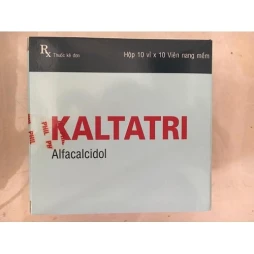 Rx Thuốc kê đơn
Hộp 10 vỉ x 10 Viên nang mềm
KALTATRI
Alfacalcidol